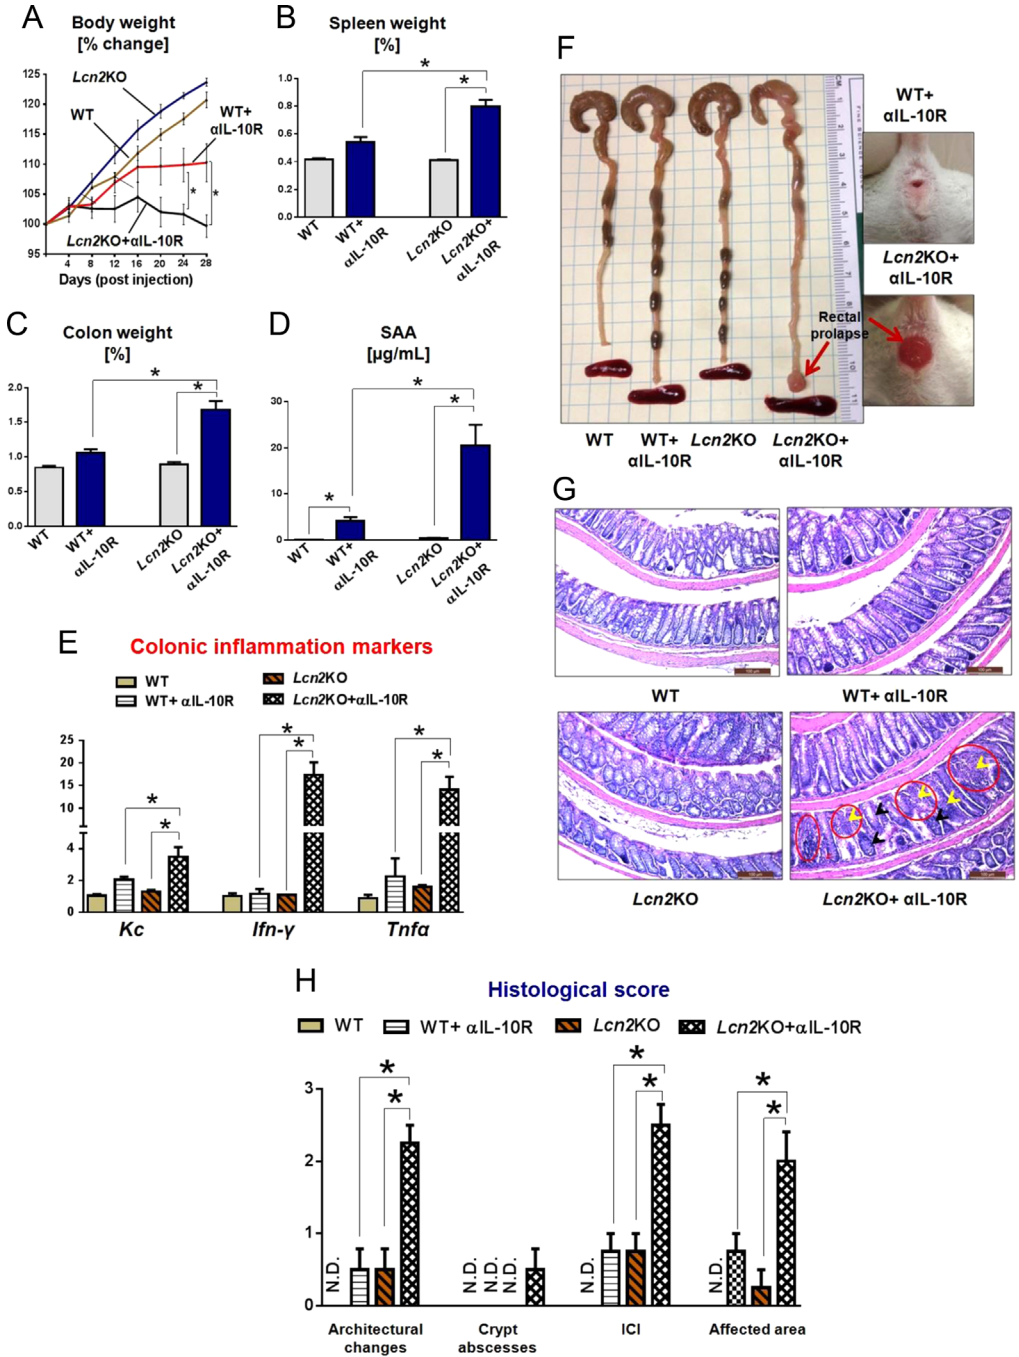 A
Body weight
[% change]
125
120
115
110
105
100
95
Lcn2KO
WT
WT+
αIL-10R
*
*
Lcn2KO+αIL-10R
4 8 12 16 20 24 28
Days (post injection)
B
Spleen weight
[%]
1.0
0.8
0.6
0.4
0.2
0.0
*
*
WT
WT+
αIL-10R
Lcn2KO
Lcn2KO+
αIL-10R
C
Colon weight
[%]
2.0
1.5
1.0
0.5
0.0
*
*
WT
WT+
αIL-10R
Lcn2KO
Lcn2KO+
αIL-10R
D
SAA
[µg/mL]
30
20
10
0
*
*
*
WT
WT+
αIL-10R
Lcn2KO
Lcn2KO+
αIL-10R
E
Colonic inflammation markers
WT
WT+ αIL-10R
Lcn2KO
Lcn2KO+αIL-10R
25
20
15
10
4
2
0
*
*
*
*
*
*
Kc
Ifn-γ
Tnfα
F
WT+
αIL-10R
Lcn2KO+
αIL-10R
Rectal
prolapse
WT
WT+
αIL-10R
Lcn2KO
Lcn2KO+
αIL-10R
G
WT
WT+ αIL-10R
Lcn2KO
Lcn2KO+ αIL-10R
H
Histological score
WT
WT+ αIL-10R
Lcn2KO
Lcn2KO+αIL-10R
3
2
1
0
*
*
*
*
*
*
N.D.
N.D.
N.D.
N.D.
N.D.
N.D.
Architectural
changes
Crypt
abscesses
ICI
Affected area